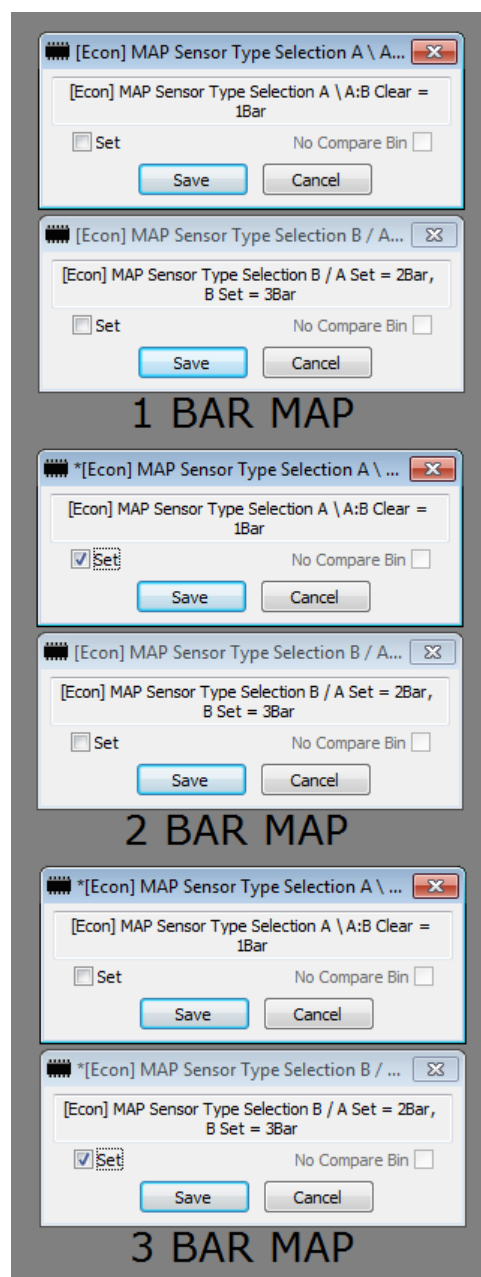 [Econ] MAP Sensor Type Selection A \ A...
[Econ] MAP Sensor Type Selection A \ A:B Clear =
1Bar
Set No Compare Bin
Save Cancel
[Econ] MAP Sensor Type Selection B / A...
[Econ] MAP Sensor Type Selection B / A Set = 2Bar,
B Set = 3Bar
Set No Compare Bin
Save Cancel
1 BAR MAP
*[Econ] MAP Sensor Type Selection A \ ...
[Econ] MAP Sensor Type Selection A \ A:B Clear =
1Bar
Set No Compare Bin
Save Cancel
[Econ] MAP Sensor Type Selection B / A...
[Econ] MAP Sensor Type Selection B / A Set = 2Bar,
B Set = 3Bar
Set No Compare Bin
Save Cancel
2 BAR MAP
*[Econ] MAP Sensor Type Selection A \ ...
[Econ] MAP Sensor Type Selection A \ A:B Clear =
1Bar
Set No Compare Bin
Save Cancel
*[Econ] MAP Sensor Type Selection B / ...
[Econ] MAP Sensor Type Selection B / A Set = 2Bar,
B Set = 3Bar
Set No Compare Bin
Save Cancel
3 BAR MAP